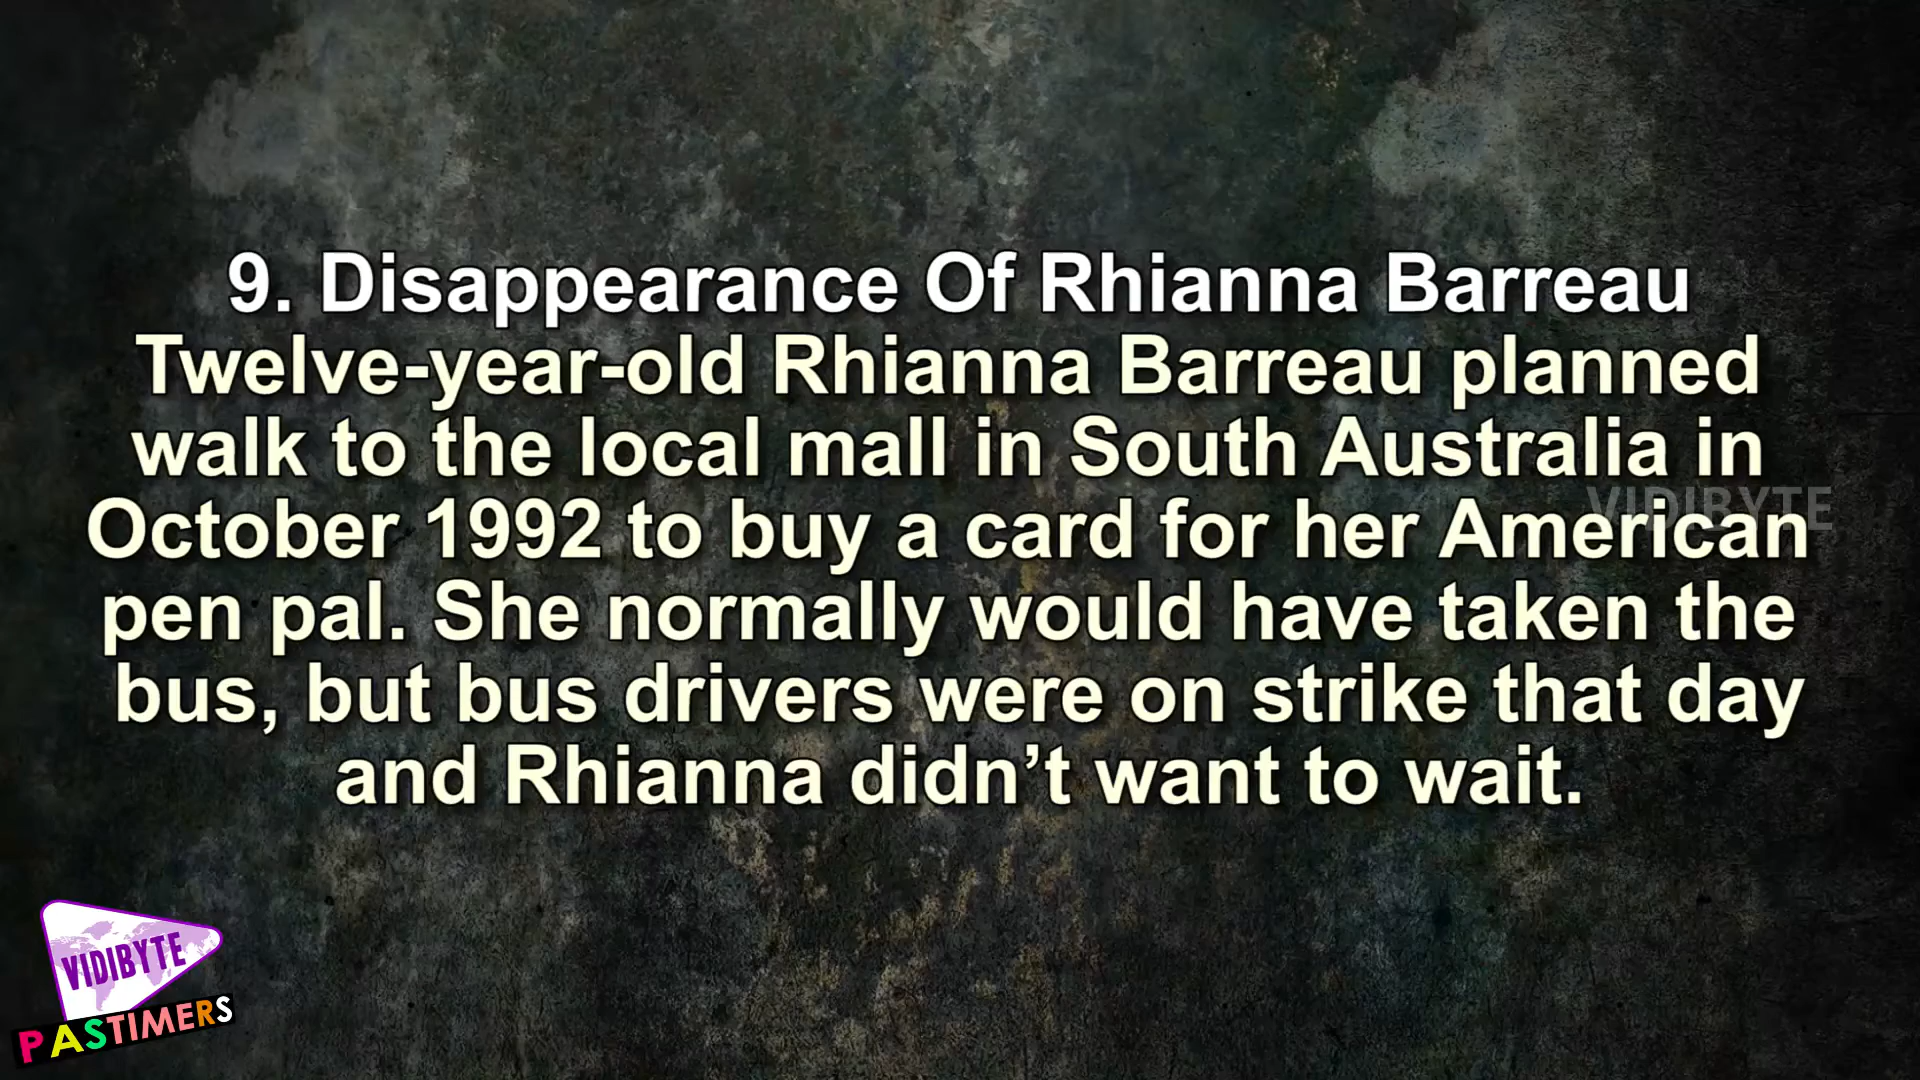 9. Disappearance Of Rhianna Barreau
Twelve-year-old Rhianna Barreau planned
walk to the local mall in South Australia in
October 1992 to buy a card for her American
pen pal. She normally would have taken the
bus, but bus drivers were on strike that day
and Rhianna didn’t want to wait.
VIDIBYTE
VIDIBYTE
PASTIMERS